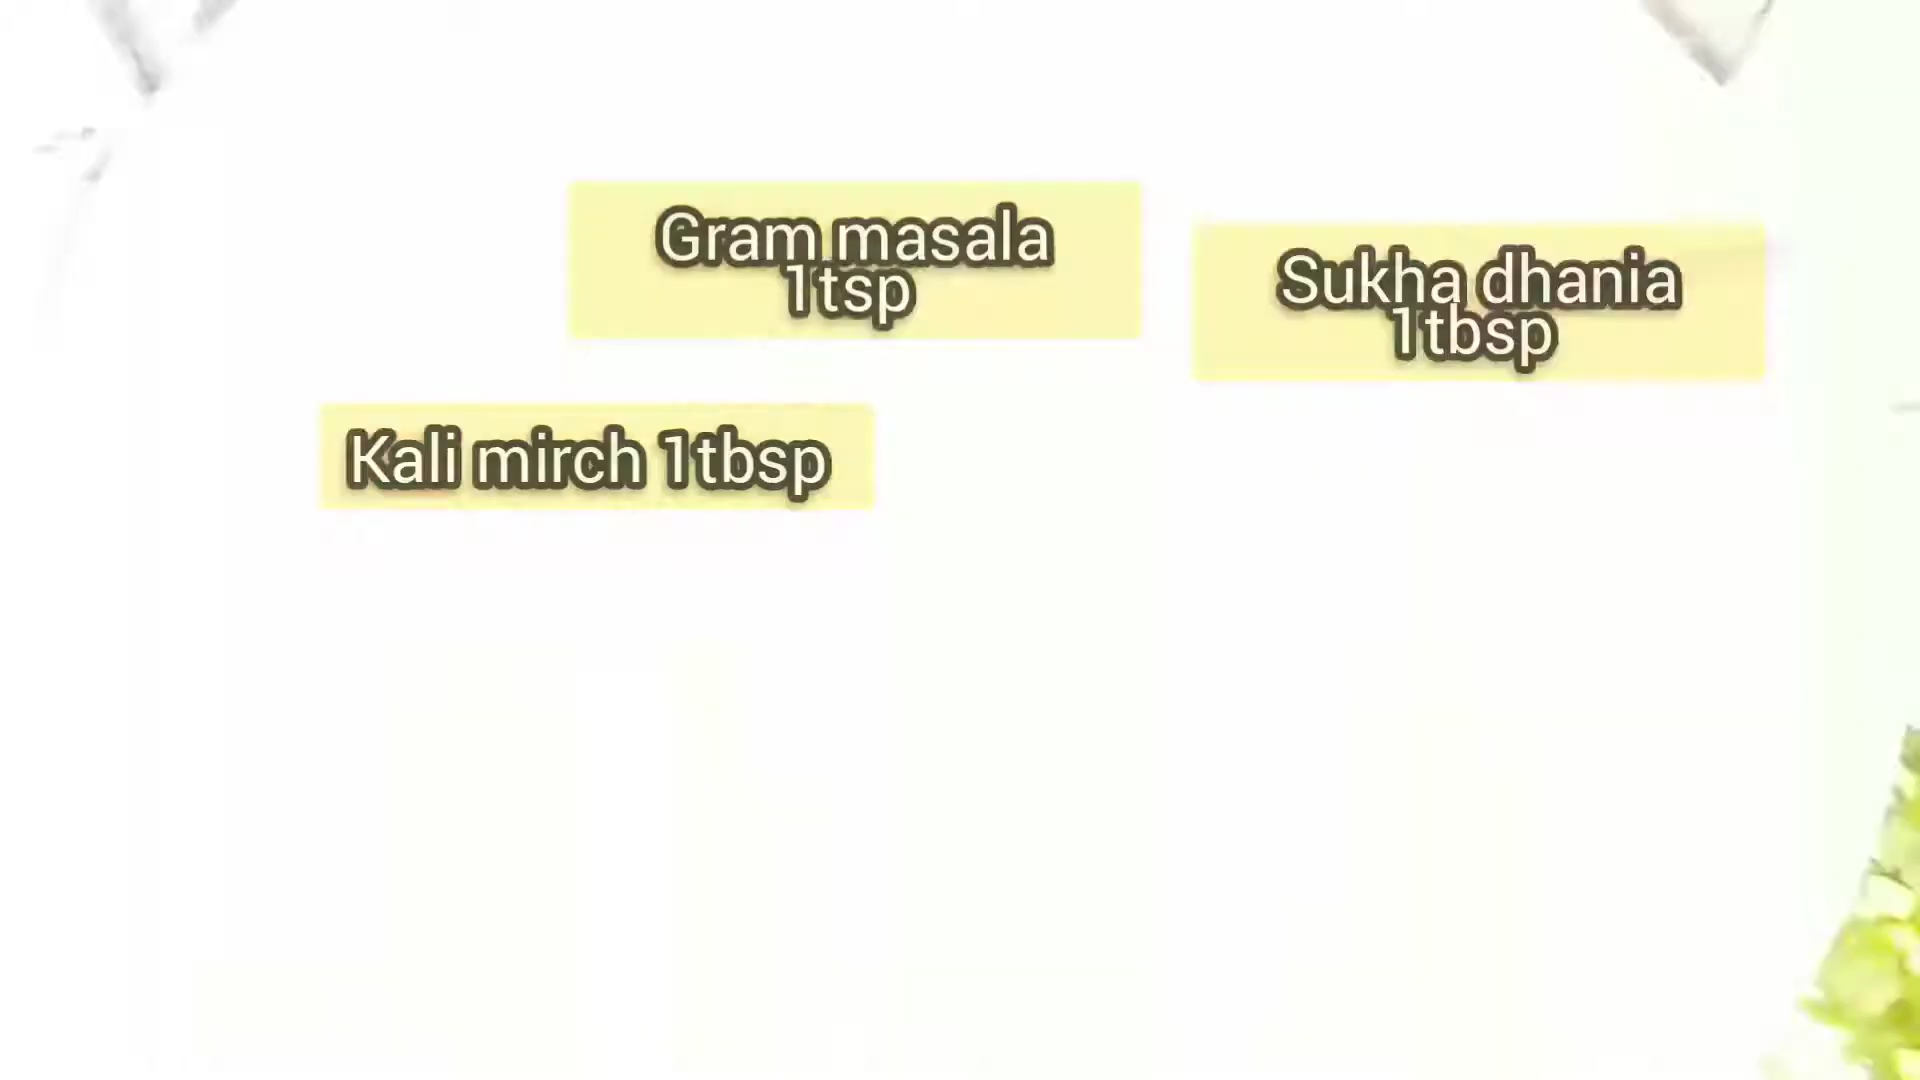 Gram masala
1tsp
Sukha dhania
1tbsp
Kali mirch 1tbsp